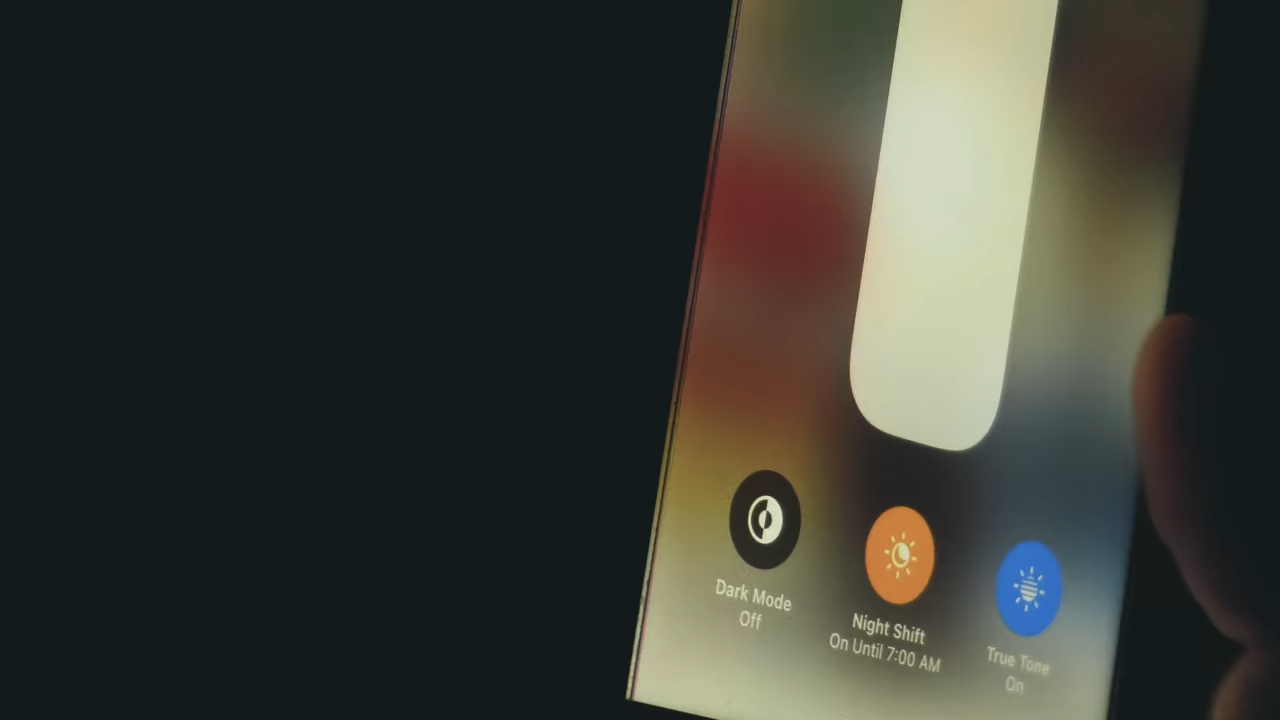 Dark Mode
Off
Night Shift
On Until 7:00 AM
True Tone
On